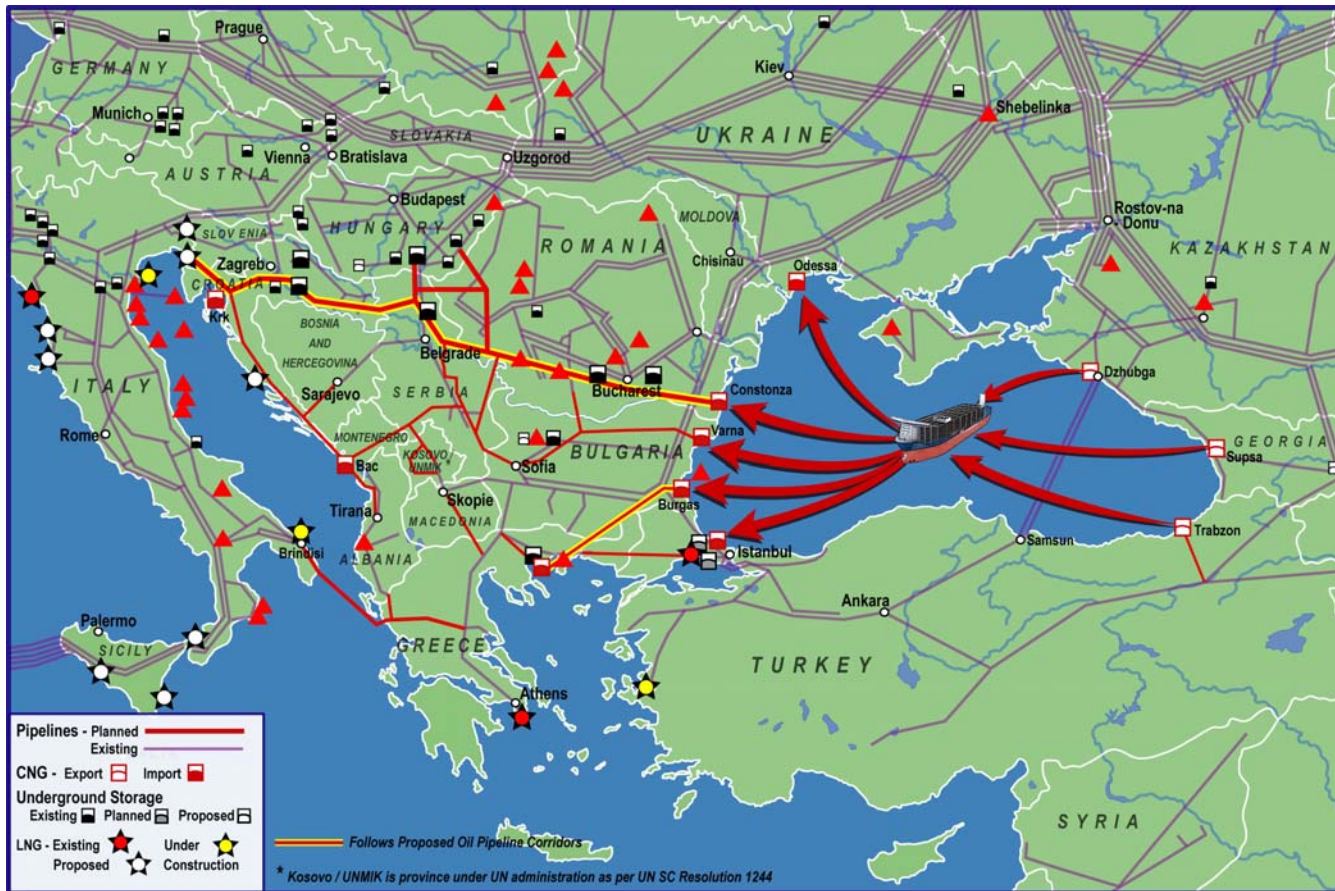 Prague
GERMANY
Kiev
Shebelinka
Munich
SLOVAKIA
UKRAINE
Vienna
Bratislava
Uzgorod
AUSTRIA
Budapest
HUNGARY
MOLDOVA
Rostov-na
Donu
SLOVENIA
ROMANIA
KAZAKHSTAN
Zagreb
Chisinau
Odessa
CROATIA
Krk
BOSNIA
AND
HERCEGOVINA
Belgrade
Dzhubga
ITALY
Sarajevo
SERBIA
Bucharest
Constonza
Rome
MONTENEGRO
Varna
GEORGIA
KOSOVO/
UNMIK *
BULGARIA
Supsa
Bac
Sofia
Skopie
Burgas
Tirana
MACEDONIA
Trabzon
Brindisi
ALBANIA
Istanbul
Samsun
Ankara
Palermo
SICILY
GREECE
TURKEY
Athens
SYRIA
Pipelines - Planned
Existing
CNG - Export Import
Underground Storage
Existing Planned Proposed
LNG - Existing Under
Proposed Construction
Follows Proposed Oil Pipeline Corridors
* Kosovo / UNMIK is province under UN administration as per UN SC Resolution 1244